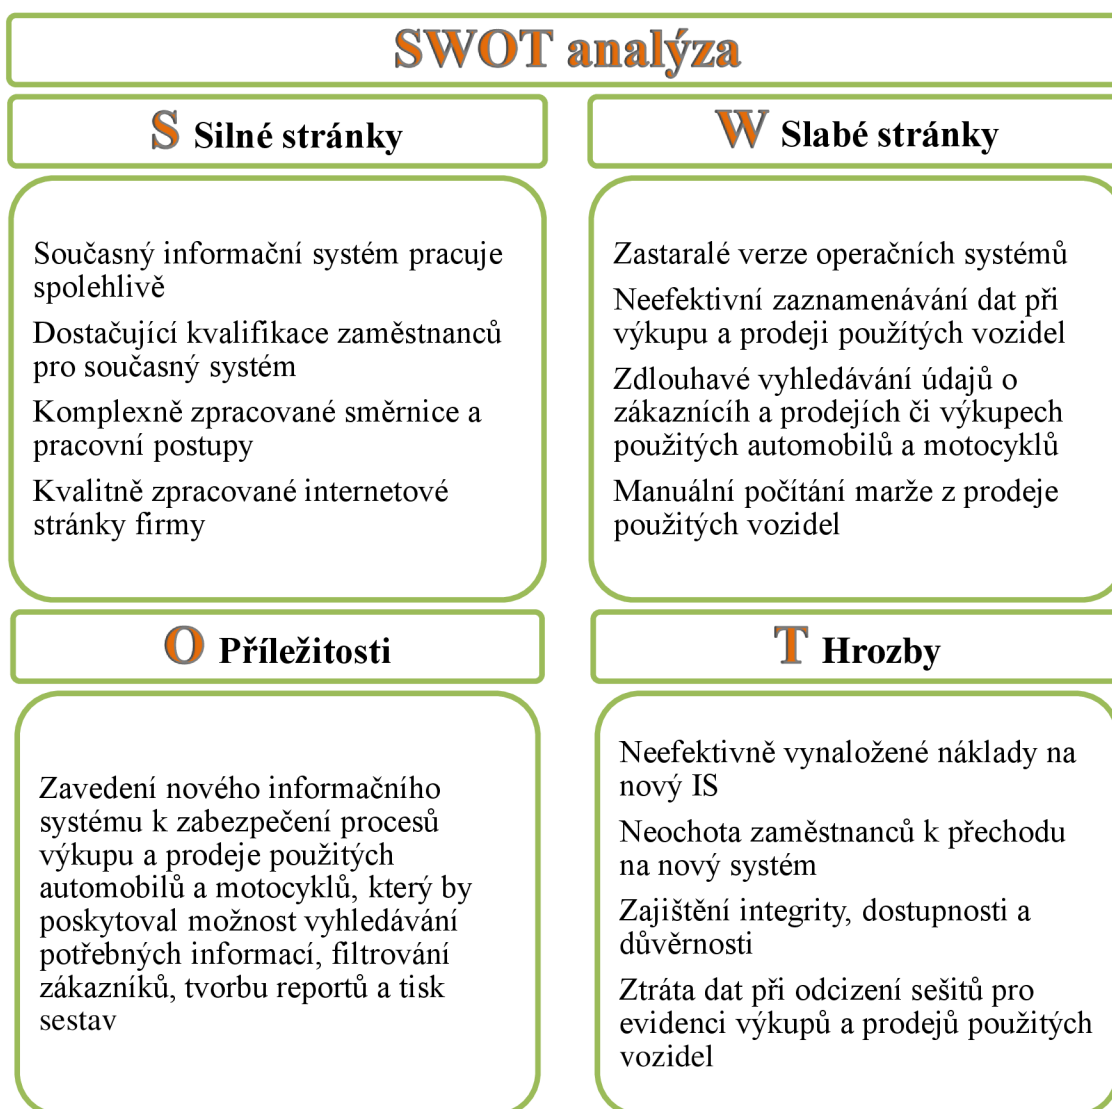 SWOT analýza
S Silné stránky
Současný informační systém pracuje
spolehlivě
Dostačující kvalifikace zaměstnanců
pro současný systém
Komplexně zpracované směrnice a
pracovní postupy
Kvalitně zpracované internetové
stránky firmy
W Slabé stránky
Zastaralé verze operačních systémů
Neefektivní zaznamenávání dat při
výkupu a prodeji použítých vozidel
Zdlouhavé vyhledávání údajů o
zákaznícíh a prodejích či výkupech
použitých automobilů a motocyklů
Manuální počítání marže z prodeje
použitých vozidel
O Příležitosti
Zavedení nového informačního
systému k zabezpečení procesů
výkupu a prodeje použitých
automobilů a motocyklů, který by
poskytoval možnost vyhledávání
potřebných informací, filtrování
zákazníků, tvorbu reportů a tisk
sestav
T Hrozby
Neefektivně vynaložené náklady na
nový IS
Neochota zaměstnanců k přechodu
na nový systém
Zajištění integrity, dostupnosti a
důvěrnosti
Ztráta dat při odcizení sešitů pro
evidenci výkupů a prodejů použitých
vozidel